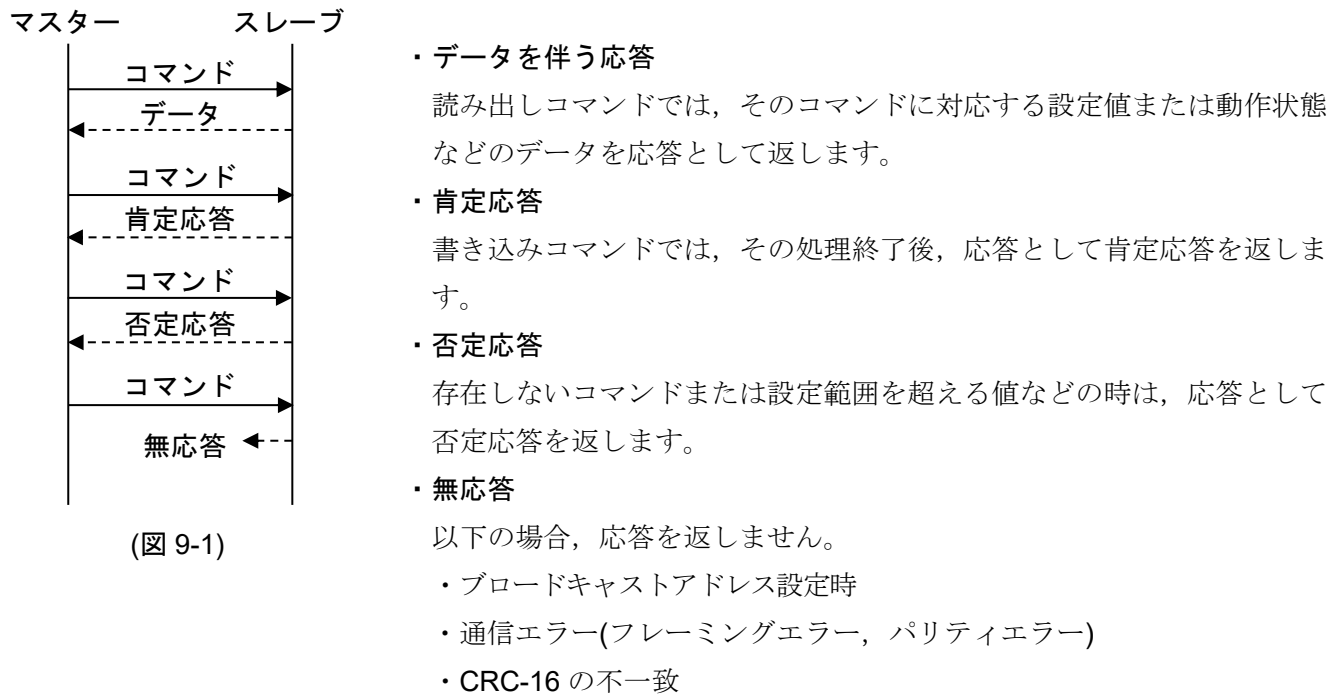 マスター スレーブ
コマンド
データ
コマンド
肯定応答
コマンド
否定応答
コマンド
無応答
(図 9-1)
・データを伴う応答
読み出しコマンドでは，そのコマンドに対応する設定値または動作状態
などのデータを応答として返します。
・肯定応答
書き込みコマンドでは，その処理終了後，応答として肯定応答を返しま
す。
・否定応答
存在しないコマンドまたは設定範囲を超える値などの時は，応答として
否定応答を返します。
・無応答
以下の場合，応答を返しません。
・ブロードキャストアドレス設定時
・通信エラー(フレーミングエラー，パリティエラー)
・CRC-16 の不一致